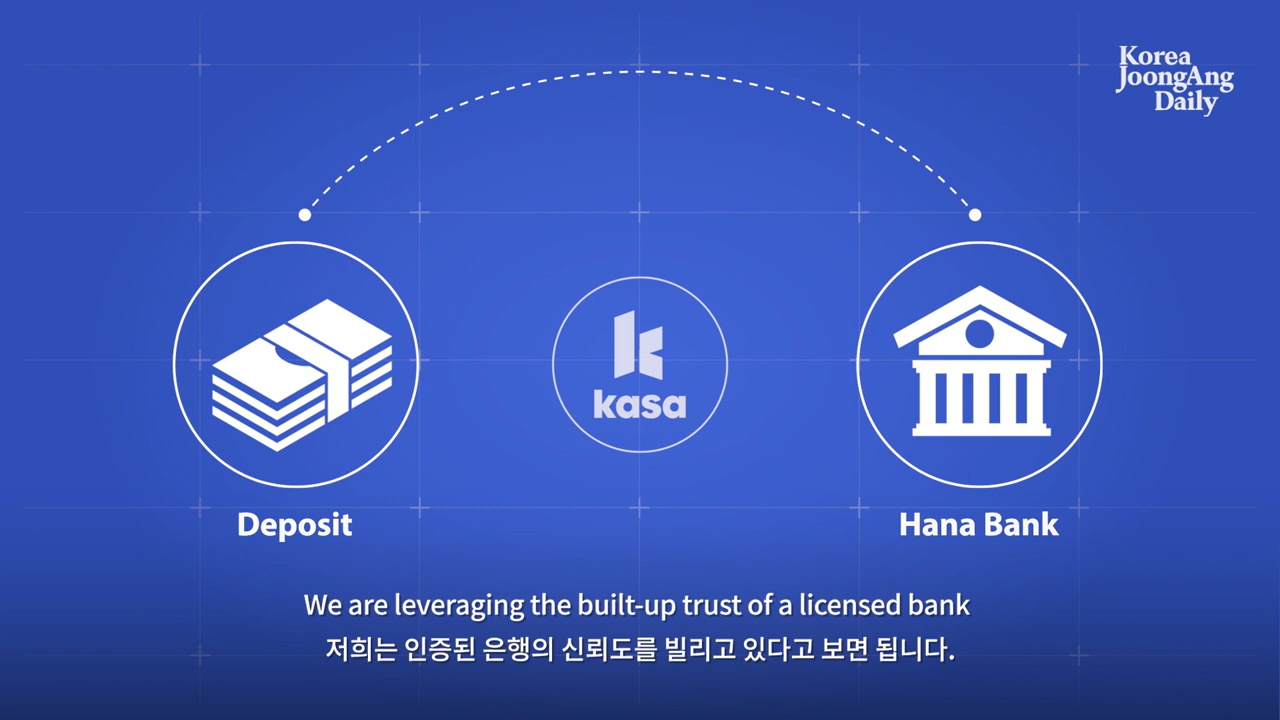 Korea
JoongAng
Daily
kasa
Deposit
Hana Bank
We are leveraging the built-up trust of a licensed bank
저희는 인증된 은행의 신뢰도를 빌리고 있다고 보면 됩니다.